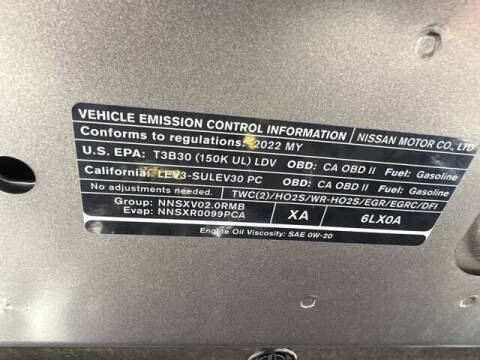 VEHICLE EMISSION CONTROL INFORMATION NISSAN MOTOR CO., LTD
Conforms to regulations: 2022 MY
U.S. EPA: T3B30 (150K UL) LDV OBD: CA OBD II Fuel: Gasoline
California: LEV3-SULEV30 PC OBD: CA OBD II Fuel: Gasoline
No adjustments needed. TWC(2)/HO2S/WR-HO2S/EGR/EGRC/DFI
Group: NNSXV02.0RMB
Evap: NNSXR0099PCA XA 6LX0A
Engine Oil Viscosity: SAE 0W-20